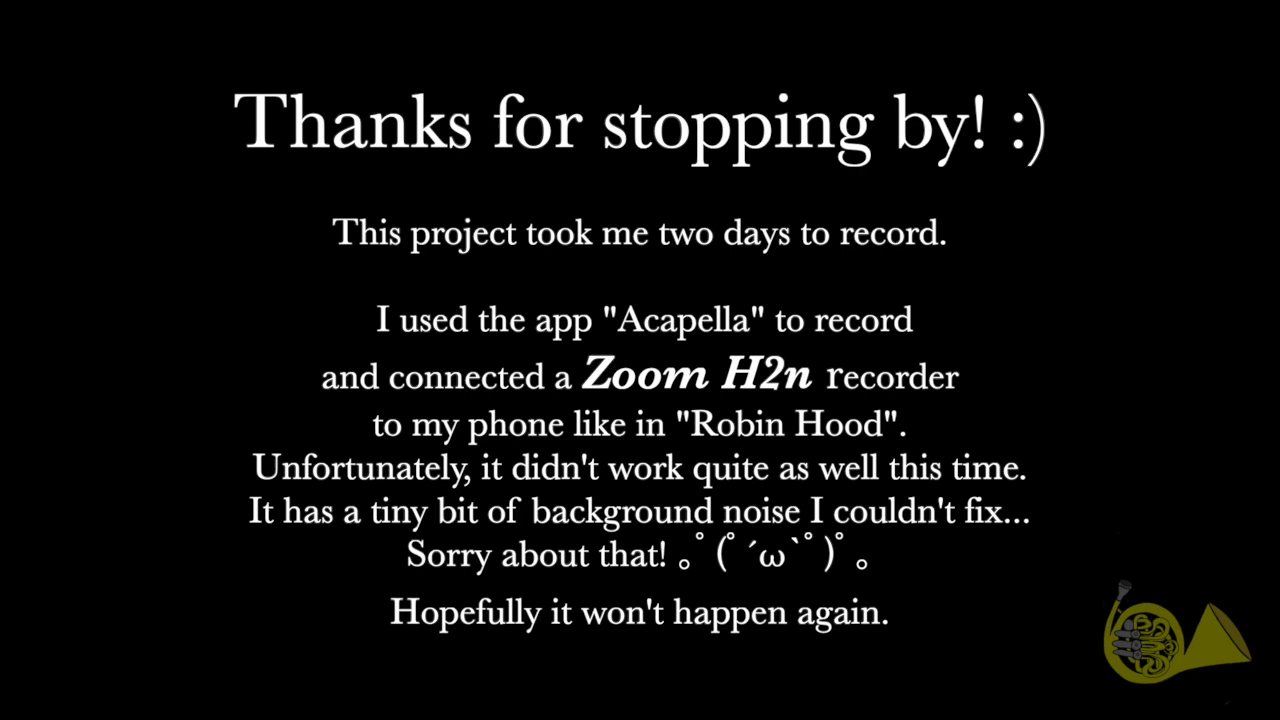 Thanks for stopping by! :)
This project took me two days to record.
I used the app "Acapella" to record
and connected a Zoom H2n recorder
to my phone like in "Robin Hood".
Unfortunately, it didn't work quite as well this time.
It has a tiny bit of background noise I couldn't fix...
Sorry about that! ｡ﾟ(ﾟ´ω`ﾟ)ﾟ｡
Hopefully it won't happen again.